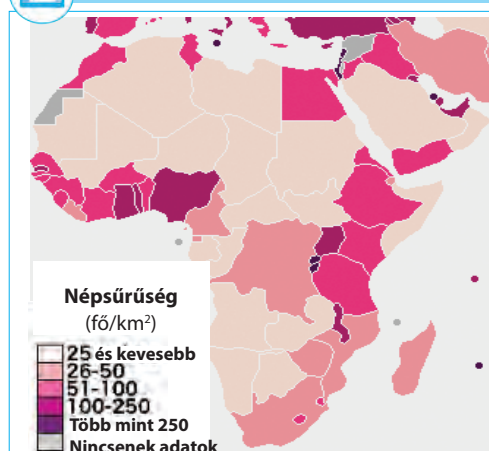 Népsűrűség
(fő/km²)
25 és kevesebb
26-50
51-100
100-250
Több mint 250
Nincsenek adatok